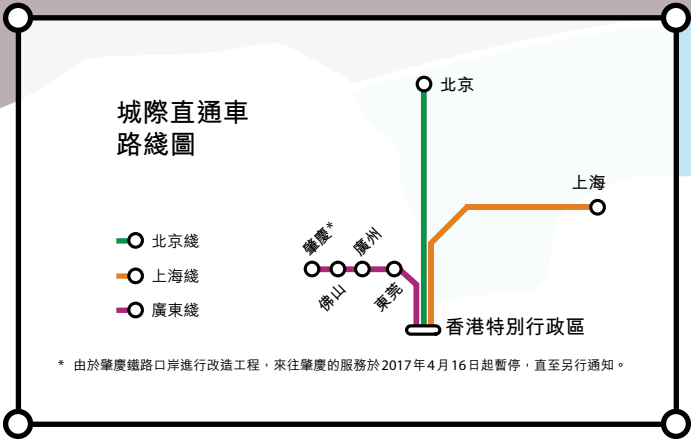 城際直通車
路綫圖
北京
上海
北京綫
上海綫
廣東綫
肇慶*
廣州
佛山
東莞
香港特別行政區
* 由於肇慶鐵路口岸進行改造工程，來往肇慶的服務於2017年4月16日起暫停，直至另行通知。